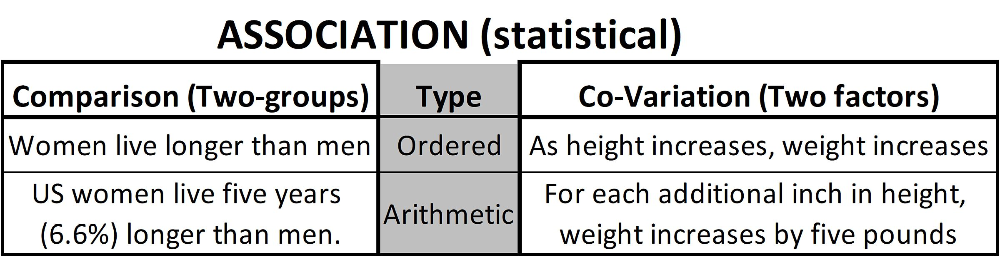 ASSOCIATION (statistical)
Comparison (Two-groups) Type Co-Variation (Two factors)
Women live longer than men Ordered As height increases, weight increases
US women live five years
(6.6%) longer than men.
Arithmetic
For each additional inch in height,
weight increases by five pounds